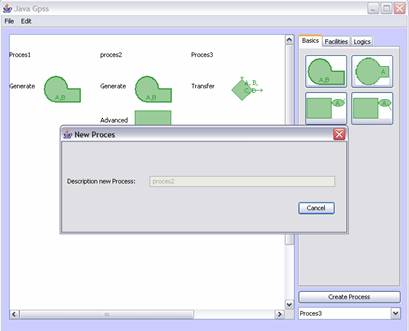 Java Gpss
File Edit
Proces1 proces2 Proces3
Generate A,B Generate A,B Transfer A, B, C, D
Advanced
Basics Facilities Logics
A,B A
A A
New Proces
Description new Process: proces2
Cancel
Create Process
Proces3